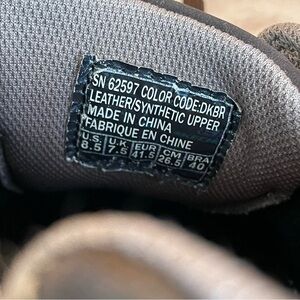 SN 62597 COLOR CODE:DKBR
LEATHER/SYNTHETIC UPPER
MADE IN CHINA
FABRIQUE EN CHINE
U.S. U.K. EUR CM BRA
8.5 7.5 41.5 26.5 40